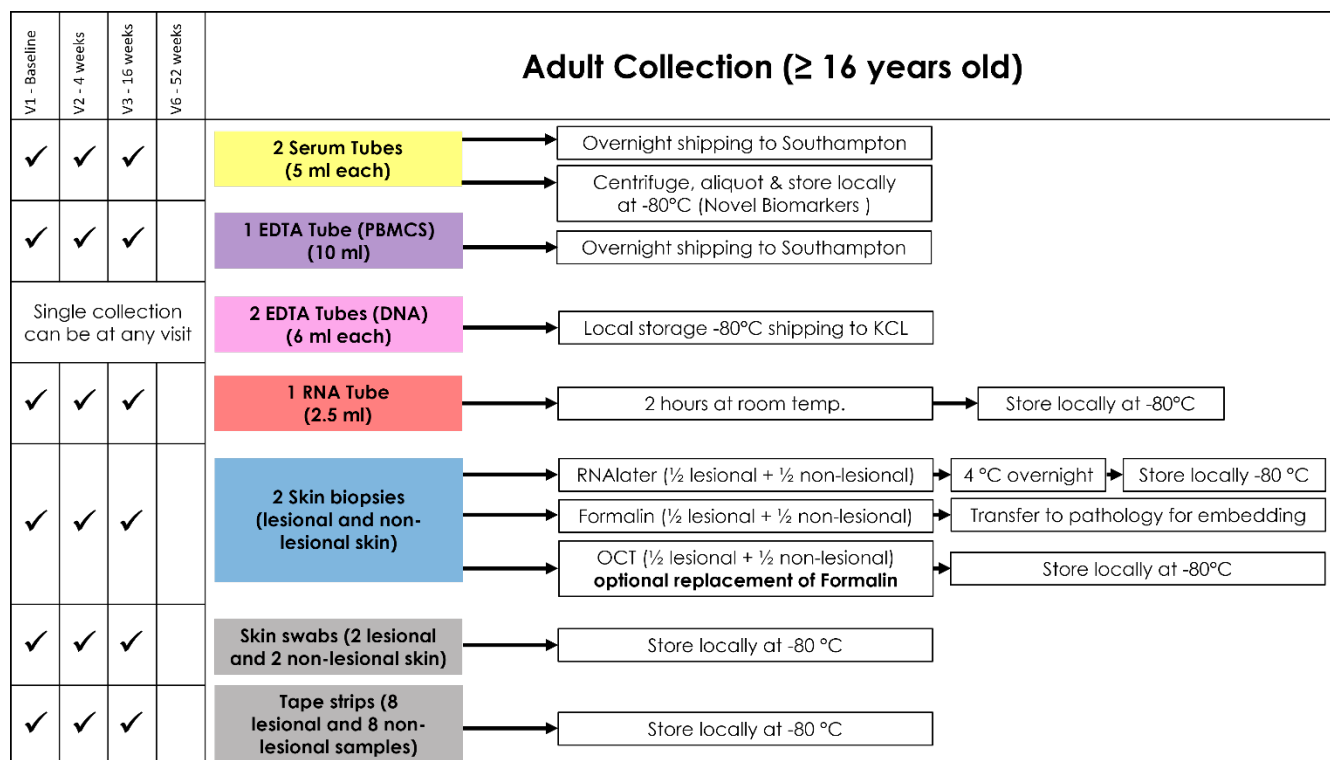 V1 - Baseline
V2 - 4 weeks
V3 - 16 weeks
V6 - 52 weeks
Adult Collection (≥ 16 years old)
✓ ✓ ✓
2 Serum Tubes
(5 ml each)
Overnight shipping to Southampton
Centrifuge, aliquot & store locally
at -80°C (Novel Biomarkers )
✓ ✓ ✓
1 EDTA Tube (PBMCS)
(10 ml)
Overnight shipping to Southampton
Single collection
can be at any visit
2 EDTA Tubes (DNA)
(6 ml each)
Local storage -80°C shipping to KCL
✓ ✓ ✓
1 RNA Tube
(2.5 ml)
2 hours at room temp.
Store locally at -80°C
✓ ✓ ✓
2 Skin biopsies
(lesional and non-
lesional skin)
RNAlater (½ lesional + ½ non-lesional)
4 °C overnight
Store locally -80 °C
Formalin (½ lesional + ½ non-lesional)
Transfer to pathology for embedding
OCT (½ lesional + ½ non-lesional)
optional replacement of Formalin
Store locally at -80°C
✓ ✓ ✓
Skin swabs (2 lesional
and 2 non-lesional skin)
Store locally at -80 °C
✓ ✓ ✓
Tape strips (8
lesional and 8 non-
lesional samples)
Store locally at -80 °C